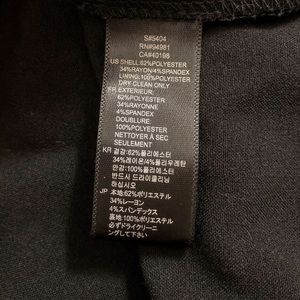 S#5404
RN#94981
CA#40198
US SHELL:62%POLYESTER
34%RAYON/4%SPANDEX
LINING:100%POLYESTER
DRY CLEAN ONLY
KR EXTERIEUR:
62%POLYESTER
34%RAYONNE
4%SPANDEX
DOUBLURE:
100%POLYESTER
NETTOYER À SEC
SEULEMENT
KR 겉감:62%폴리에스터
34%레이온/4%폴리우레탄
안감:100%폴리에스터
반드시 드라이클리닝
하십시오
JP 本体:62%ポリエステル
34%レーヨン
4%スパンデックス
裏地:100%ポリエステル
必ずドライクリーニ
ングして下さい